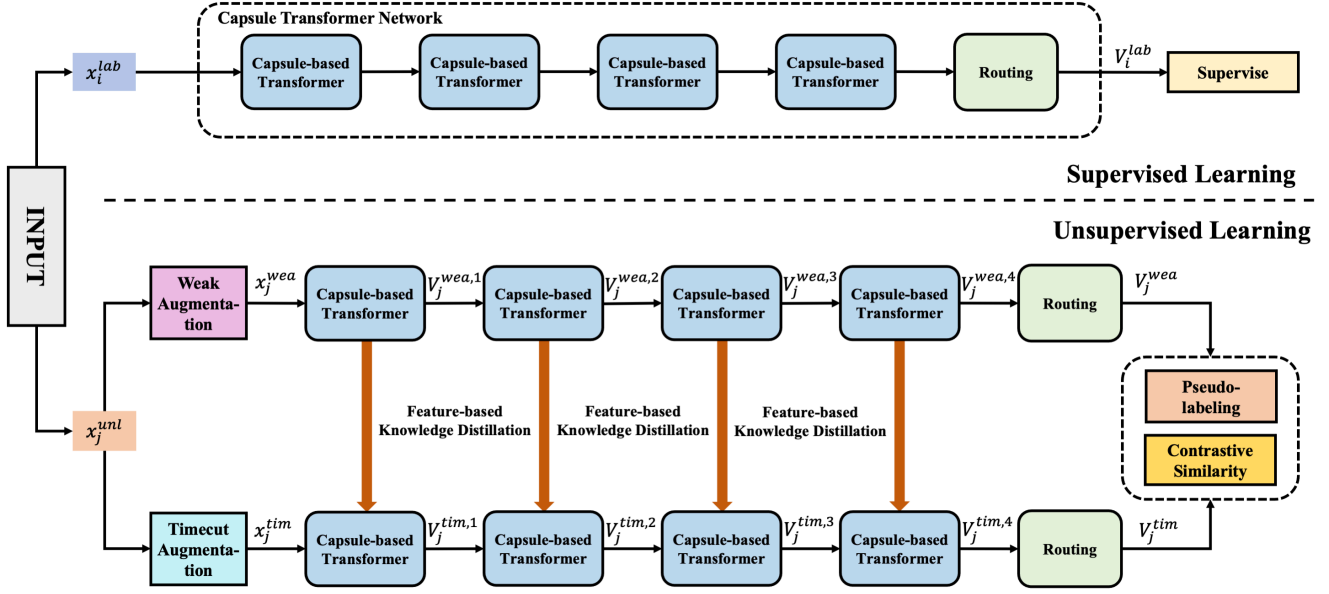 Capsule Transformer Network
x_i^{lab}
Capsule-based
Transformer
Capsule-based
Transformer
Capsule-based
Transformer
Capsule-based
Transformer
Routing
V_i^{lab}
Supervise
INPUT
Supervised Learning
Unsupervised Learning
x_j^{unl}
Weak
Augmenta-
tion
x_j^{wea}
Capsule-based
Transformer
V_j^{wea,1}
Capsule-based
Transformer
V_j^{wea,2}
Capsule-based
Transformer
V_j^{wea,3}
Capsule-based
Transformer
V_j^{wea,4}
Routing
V_j^{wea}
Feature-based
Knowledge Distillation
Feature-based
Knowledge Distillation
Feature-based
Knowledge Distillation
Pseudo-
labeling
Contrastive
Similarity
Timecut
Augmenta-
tion
x_j^{tim}
Capsule-based
Transformer
V_j^{tim,1}
Capsule-based
Transformer
V_j^{tim,2}
Capsule-based
Transformer
V_j^{tim,3}
Capsule-based
Transformer
V_j^{tim,4}
Routing
V_j^{tim}